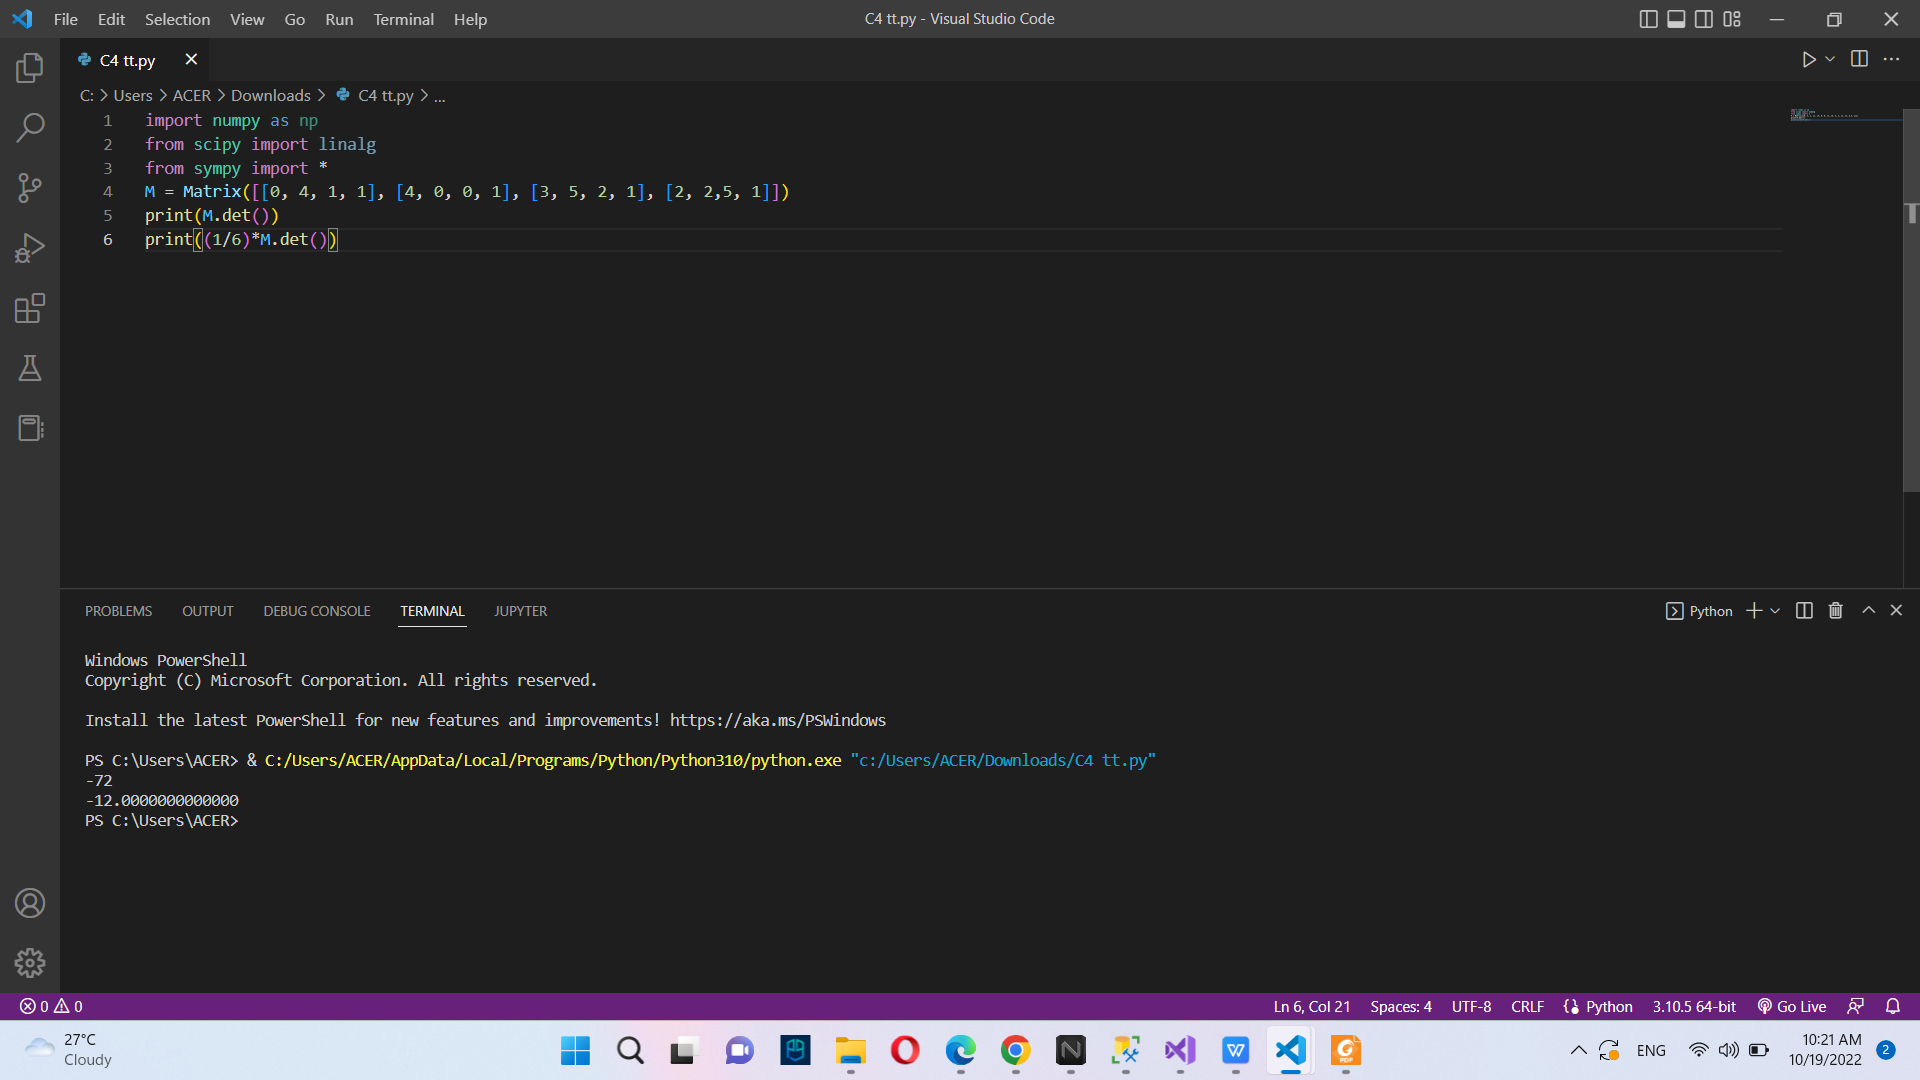 File Edit Selection View Go Run Terminal Help
C4 tt.py - Visual Studio Code
C4 tt.py
C: > Users > ACER > Downloads > C4 tt.py > ...
1 import numpy as np
2 from scipy import linalg
3 from sympy import *
4 M = Matrix([[0, 4, 1, 1], [4, 0, 0, 1], [3, 5, 2, 1], [2, 2,5, 1]])
5 print(M.det())
6 print((1/6)*M.det())
PROBLEMS OUTPUT DEBUG CONSOLE TERMINAL JUPYTER
Python
Windows PowerShell
Copyright (C) Microsoft Corporation. All rights reserved.
Install the latest PowerShell for new features and improvements! https://aka.ms/PSWindows
PS C:\Users\ACER> & C:/Users/ACER/AppData/Local/Programs/Python/Python310/python.exe "c:/Users/ACER/Downloads/C4 tt.py"
-72
-12.0000000000000
PS C:\Users\ACER>
0 0
Ln 6, Col 21 Spaces: 4 UTF-8 CRLF Python 3.10.5 64-bit Go Live
27°C
Cloudy
ENG
10:21 AM
10/19/2022
2